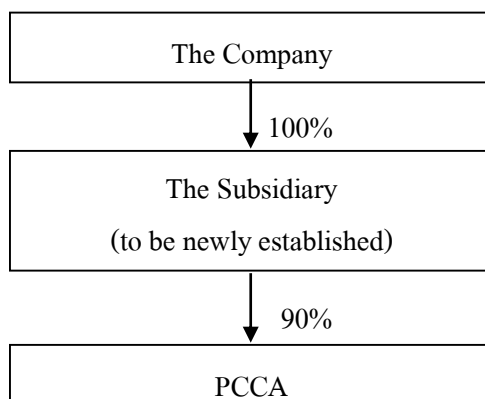 The Company
100%
The Subsidiary
(to be newly established)
90%
PCCA